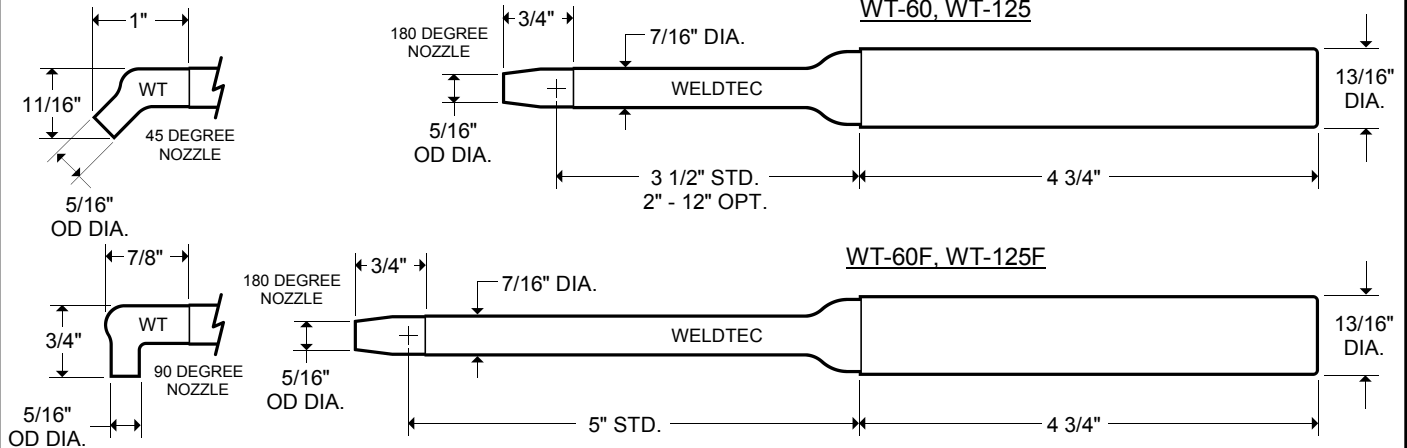 1"
11/16"
WT
45 DEGREE
NOZZLE
5/16"
OD DIA.
WT-60, WT-125
180 DEGREE
NOZZLE
3/4"
7/16" DIA.
WELDTEC
13/16"
DIA.
5/16"
OD DIA.
3 1/2" STD.
2" - 12" OPT.
4 3/4"
7/8"
3/4"
WT
90 DEGREE
NOZZLE
5/16"
OD DIA.
WT-60F, WT-125F
180 DEGREE
NOZZLE
3/4"
7/16" DIA.
WELDTEC
13/16"
DIA.
5/16"
OD DIA.
5" STD.
4 3/4"